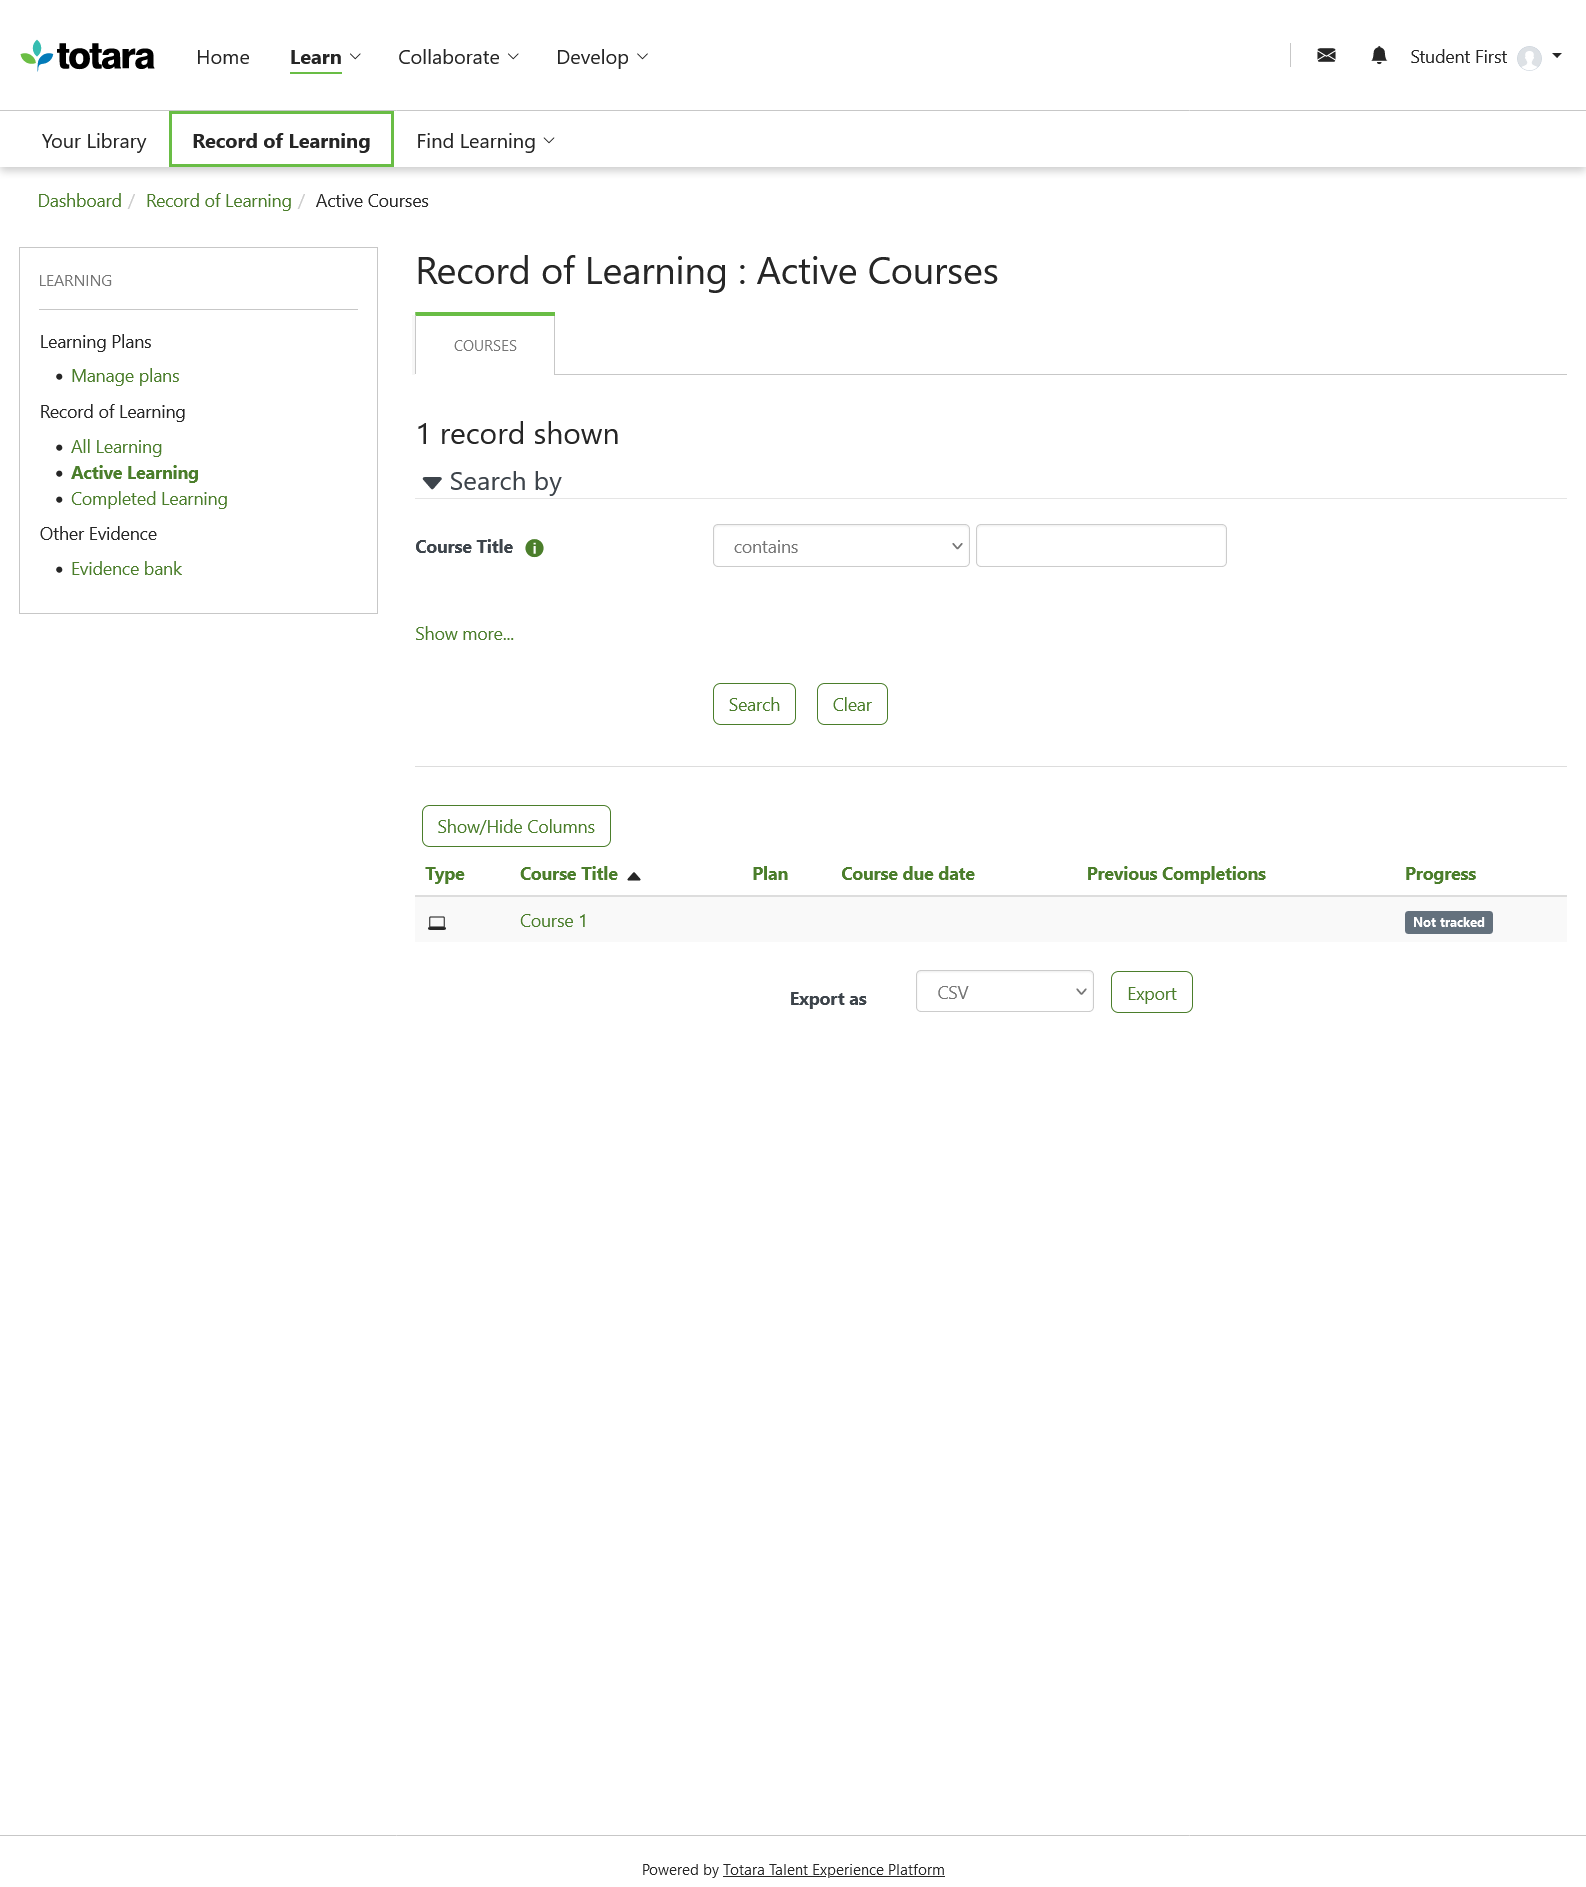 totara Home Learn Collaborate Develop Student First
Your Library Record of Learning Find Learning
Dashboard / Record of Learning / Active Courses
LEARNING
Learning Plans
• Manage plans
Record of Learning
• All Learning
• Active Learning
• Completed Learning
Other Evidence
• Evidence bank
Record of Learning : Active Courses
COURSES
1 record shown
Search by
Course Title contains
Show more...
Search Clear
Show/Hide Columns
Type Course Title Plan Course due date Previous Completions Progress
Course 1 Not tracked
Export as CSV Export
Powered by Totara Talent Experience Platform